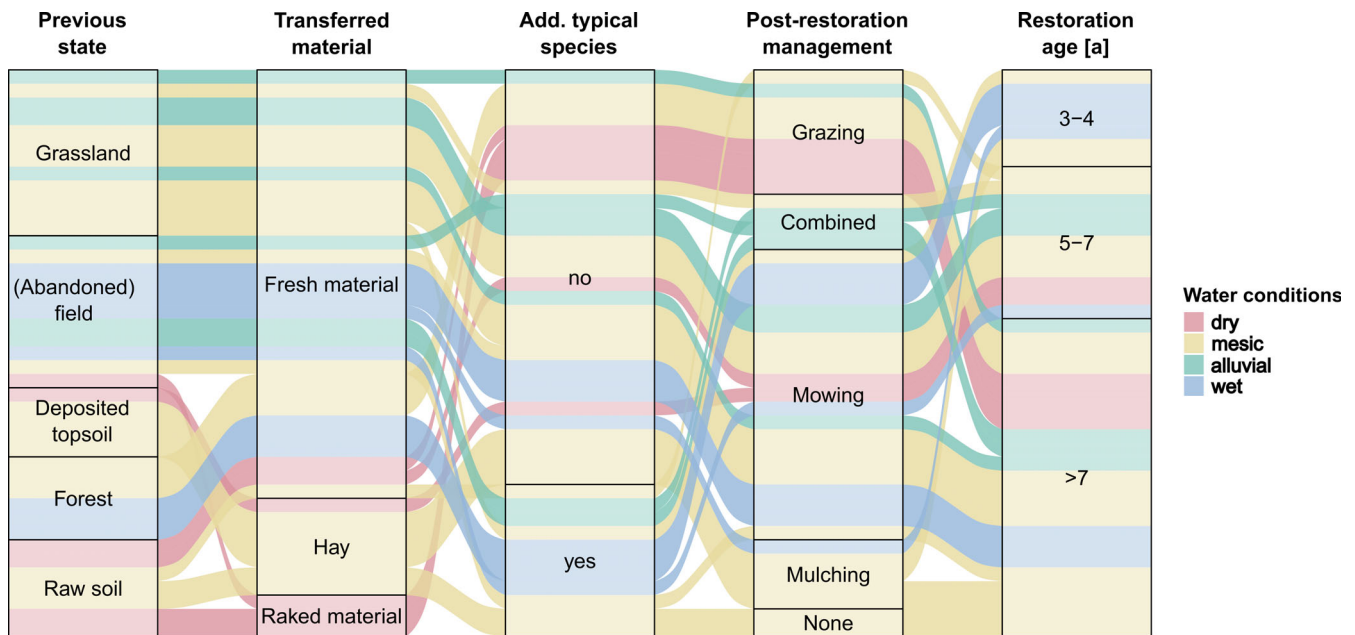 Previous
state
Transferred
material
Add. typical
species
Post-restoration
management
Restoration
age [a]
Grassland
(Abandoned)
field
Deposited
topsoil
Forest
Raw soil
Fresh material
Hay
Raked material
no
yes
Grazing
Combined
Mowing
Mulching
None
3−4
5−7
>7
Water conditions
dry
mesic
alluvial
wet